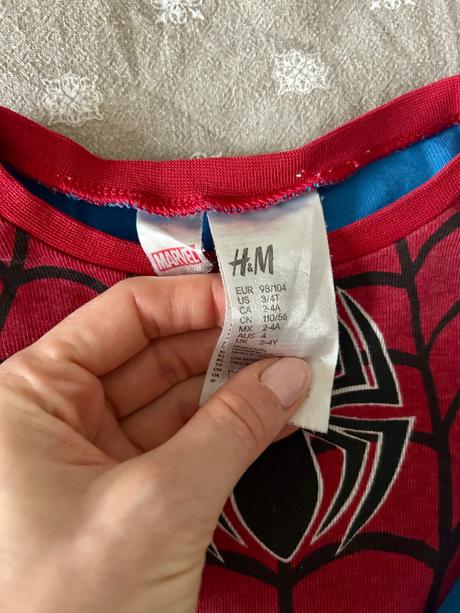 MARVEL
H&M
EUR 98/104
US 3/4T
CA 2-4A
CN 110/56
MX 2-4A
AUS 4
UK 2-4Y